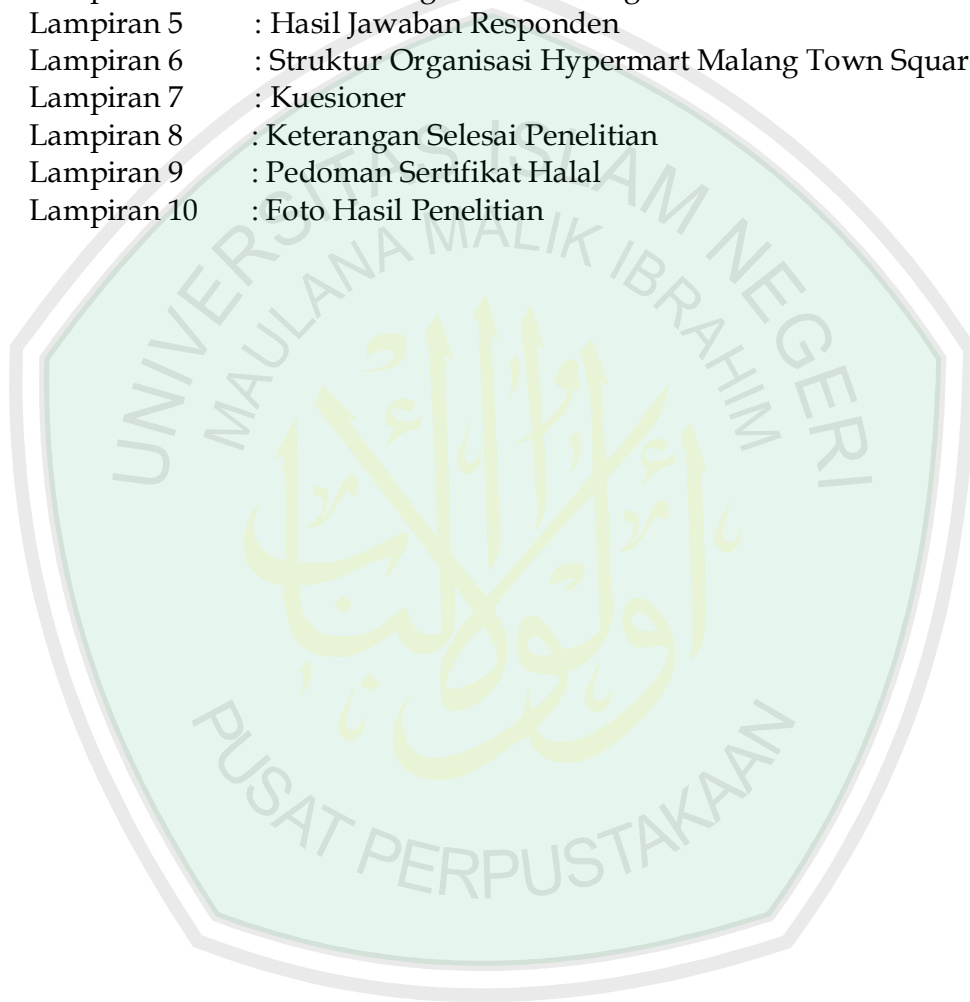 Lampiran 5 : Hasil Jawaban Responden
Lampiran 6 : Struktur Organisasi Hypermart Malang Town Squar
Lampiran 7 : Kuesioner
Lampiran 8 : Keterangan Selesai Penelitian
Lampiran 9 : Pedoman Sertifikat Halal
Lampiran 10 : Foto Hasil Penelitian
UNIVERSITAS ISLAM NEGERI
MAULANA MALIK IBRAHIM
PUSAT PERPUSTAKAAN